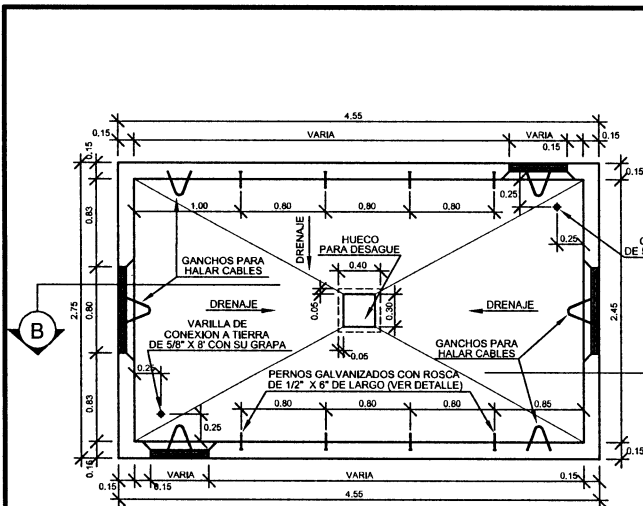 4.55
0.15 VARIA VARIA 0.15
0.15
0.15
0.15
0.25
0.83
1.00 0.80 0.80 0.80
DRENAJE
HUECO
PARA DESAGUE
0.25
DE 5
GANCHOS PARA
HALAR CABLES
0.40
2.75
0.80
B
DRENAJE
0.05
0.30
DRENAJE
2.45
VARILLA DE
CONEXION A TIERRA
DE 5/8" X 8' CON SU GRAPA
0.05
GANCHOS PARA
HALAR CABLES
0.25
PERNOS GALVANIZADOS CON ROSCA
DE 1/2" X 6" DE LARGO (VER DETALLE)
0.83
0.80 0.80 0.80 0.85
0.25
0.15
0.15
0.15 VARIA VARIA 0.15
0.15
4.55